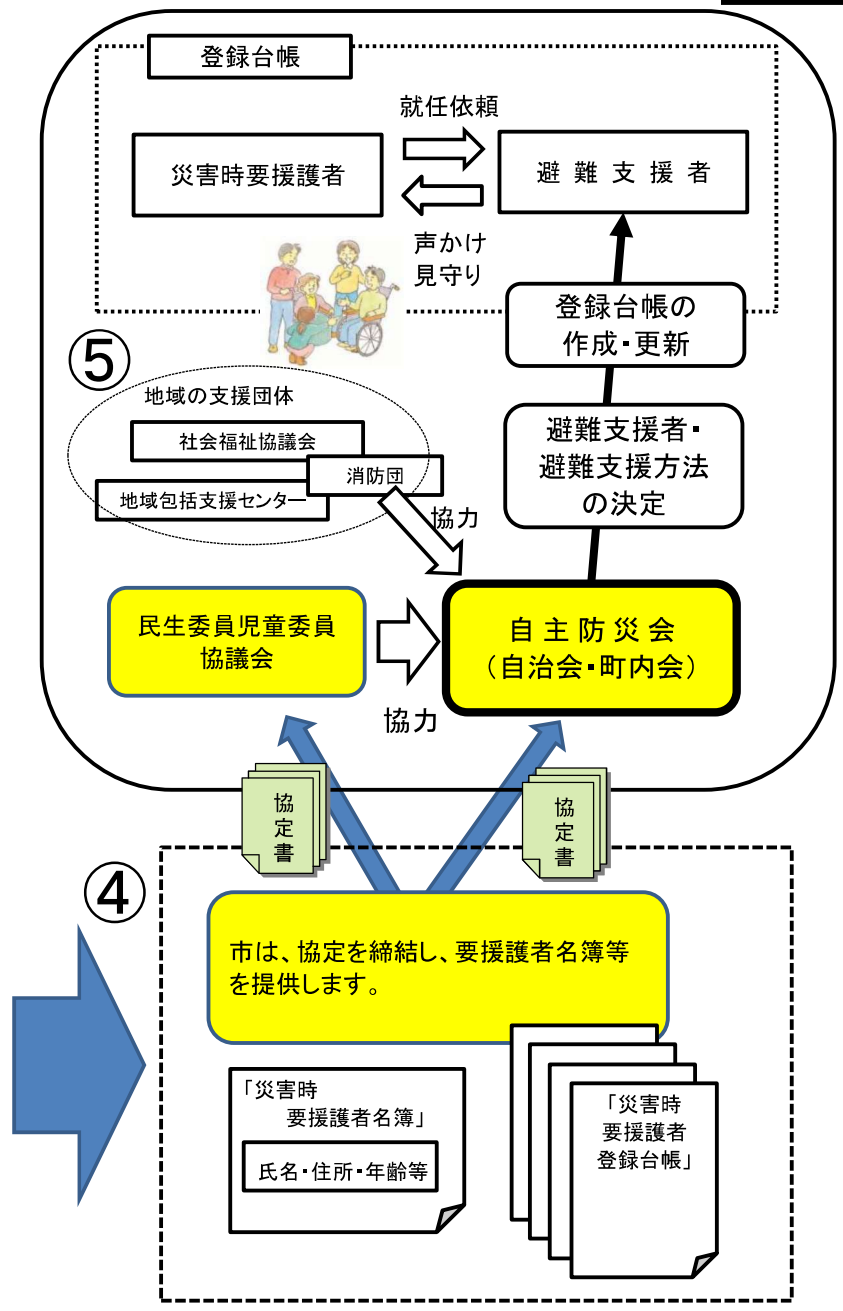 登録台帳
就任依頼
災害時要援護者
避難支援者
声かけ
見守り
登録台帳の
作成・更新
⑤
地域の支援団体
社会福祉協議会
消防団
地域包括支援センター
避難支援者・
避難支援方法
の決定
協力
民生委員児童委員
協議会
自主防災会
（自治会・町内会）
協力
協定書
協定書
④
市は、協定を締結し、要援護者名簿等
を提供します。
「災害時
要援護者名簿」
氏名・住所・年齢等
「災害時
要援護者
登録台帳」